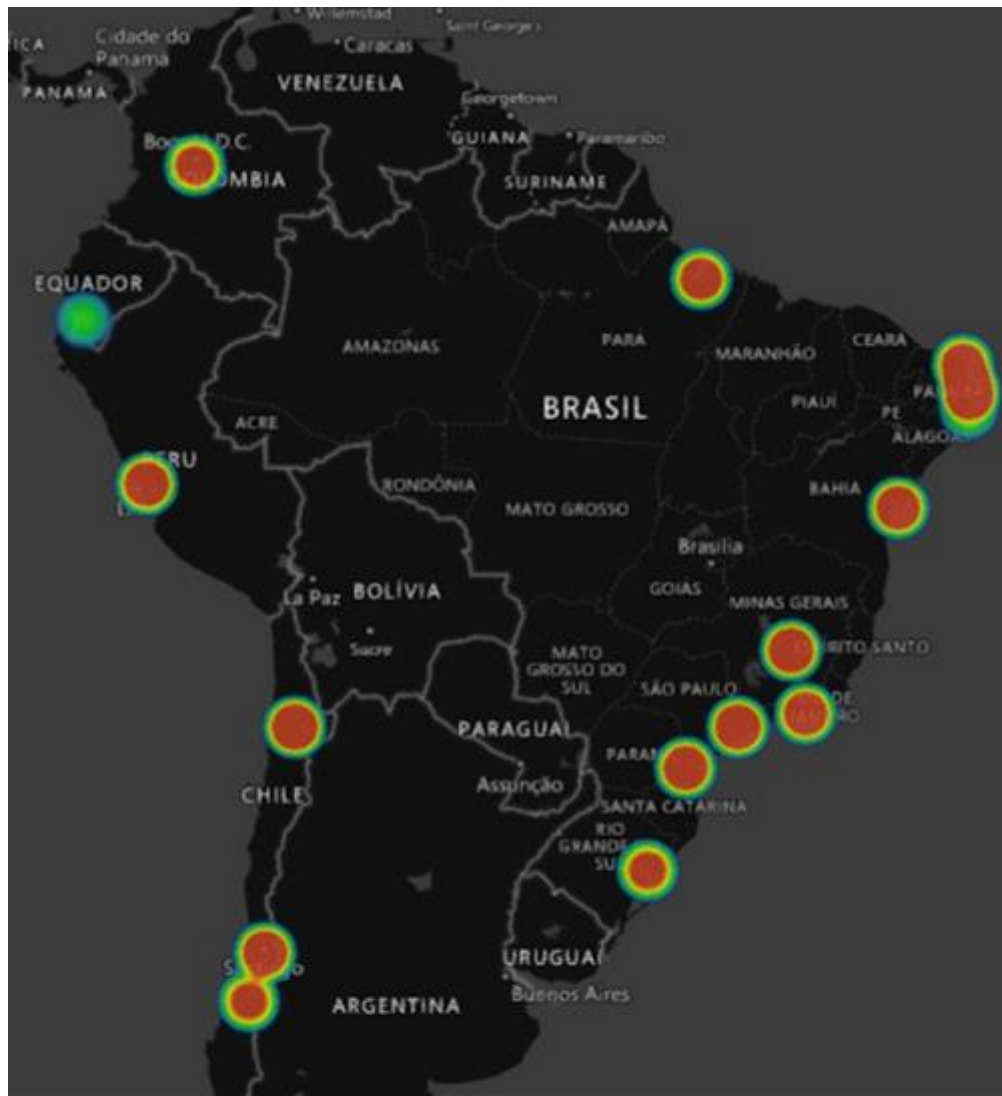 Willemstad
Saint George's
Cidade do
Panamá
Caracas
PANAMÁ
VENEZUELA
Georgetown
GUIANA
Paramaribo
D.C.
SURINAME
AMAPÁ
EQUADOR
AMAZONAS
PARÁ
MARANHÃO
CEARÁ
BRASIL
PIAUÍ
PE
ACRE
RONDÔNIA
BAHIA
MATO GROSSO
Brasília
GOIÁS
La Paz
BOLÍVIA
MINAS GERAIS
Sucre
MATO
GROSSO DO
SUL
SÃO PAULO
PARAGUAI
Assunção
CHILE
SANTA CATARINA
RIO
GRANDE
URUGUAI
Buenos Aires
ARGENTINA